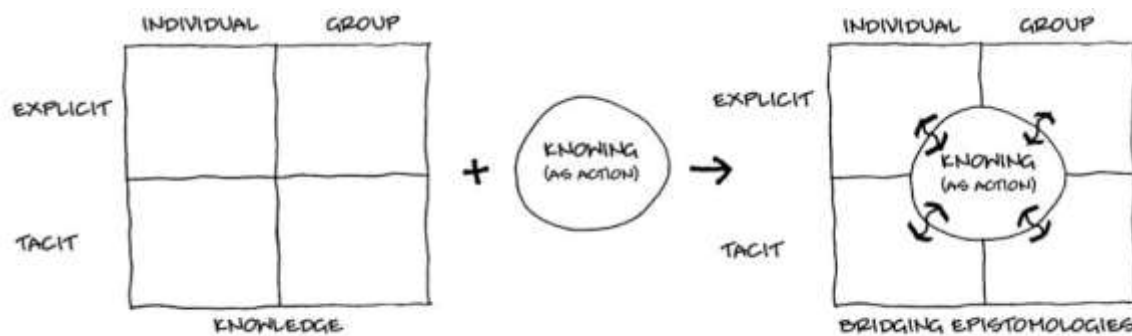 INDIVIDUAL GROUP
EXPLICIT
TACIT
KNOWLEDGE
+
KNOWING
(AS ACTION)
INDIVIDUAL GROUP
EXPLICIT
KNOWING
(AS ACTION)
TACIT
BRIDGING EPISTOMOLOGIES